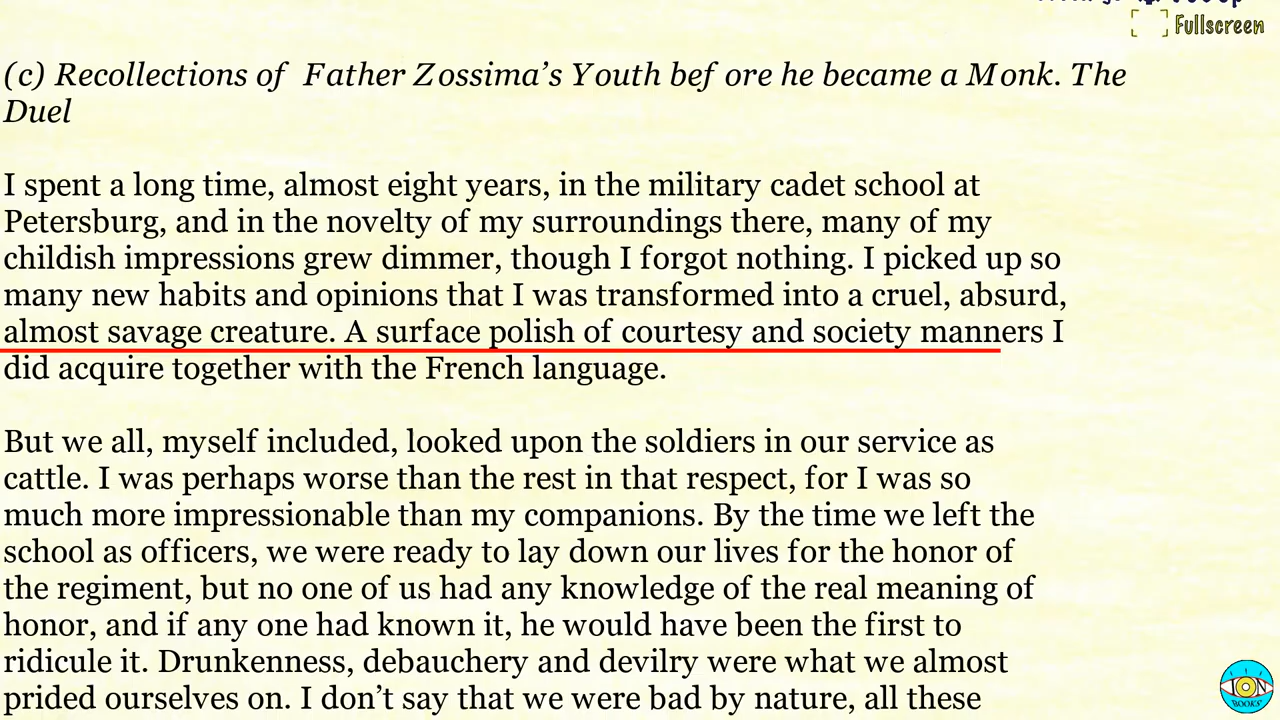 Fullscreen
(c) Recollections of Father Zossima’s Youth bef ore he became a Monk. The
Duel
I spent a long time, almost eight years, in the military cadet school at
Petersburg, and in the novelty of my surroundings there, many of my
childish impressions grew dimmer, though I forgot nothing. I picked up so
many new habits and opinions that I was transformed into a cruel, absurd,
almost savage creature. A surface polish of courtesy and society manners I
did acquire together with the French language.
But we all, myself included, looked upon the soldiers in our service as
cattle. I was perhaps worse than the rest in that respect, for I was so
much more impressionable than my companions. By the time we left the
school as officers, we were ready to lay down our lives for the honor of
the regiment, but no one of us had any knowledge of the real meaning of
honor, and if any one had known it, he would have been the first to
ridicule it. Drunkenness, debauchery and devilry were what we almost
prided ourselves on. I don’t say that we were bad by nature, all these
ION
BOOKS